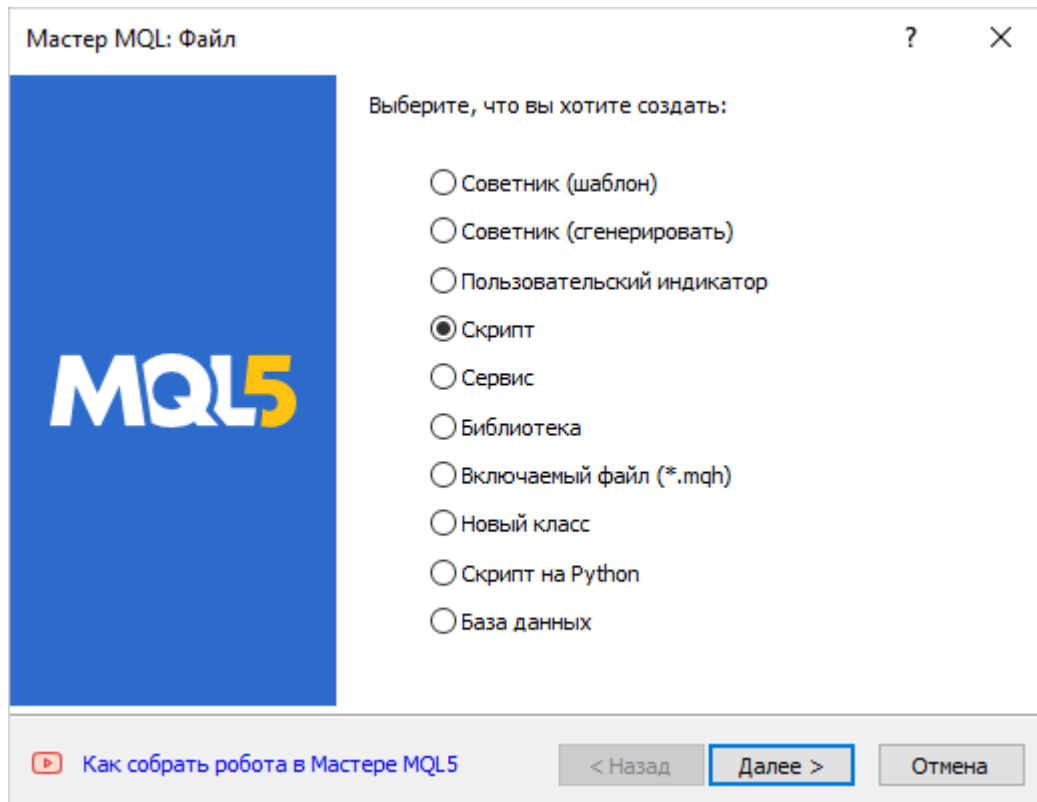 Мастер MQL: Файл
?
Выберите, что вы хотите создать:
Советник (шаблон)
Советник (сгенерировать)
Пользовательский индикатор
Скрипт
Сервис
Библиотека
Включаемый файл (*.mqh)
Новый класс
Скрипт на Python
База данных
MQL5
Как собрать робота в Мастере MQL5
< Назад
Далее >
Отмена